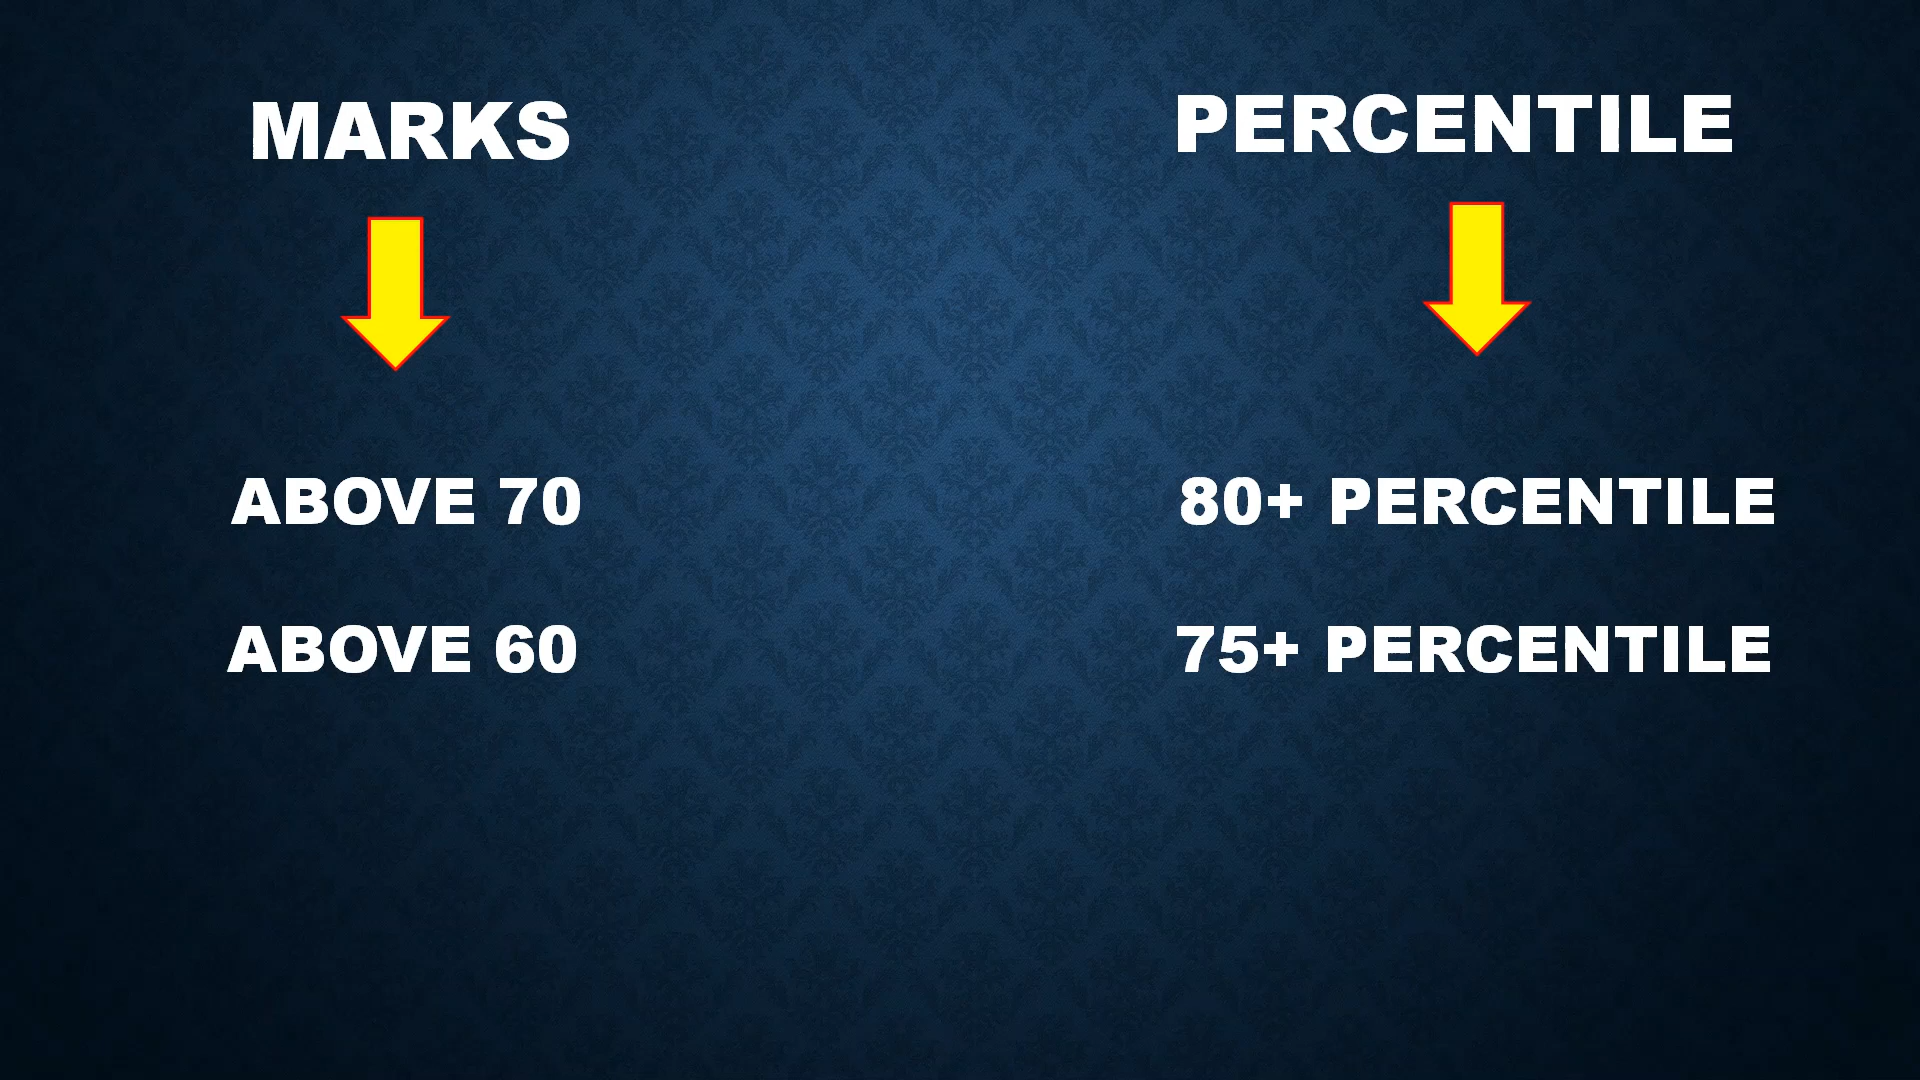 MARKS
PERCENTILE
ABOVE 70
80+ PERCENTILE
ABOVE 60
75+ PERCENTILE